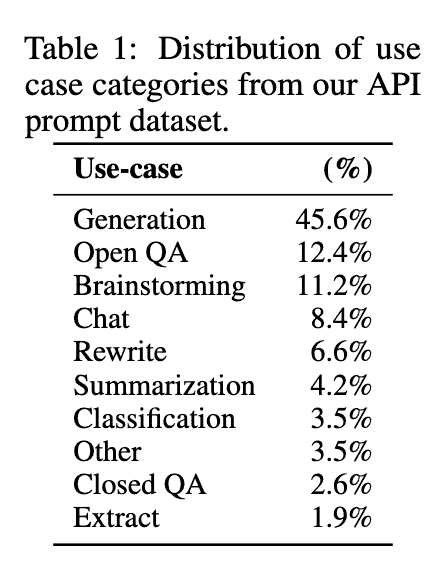 Table 1: Distribution of use
case categories from our API
prompt dataset.
Use-case (%)
Generation 45.6%
Open QA 12.4%
Brainstorming 11.2%
Chat 8.4%
Rewrite 6.6%
Summarization 4.2%
Classification 3.5%
Other 3.5%
Closed QA 2.6%
Extract 1.9%